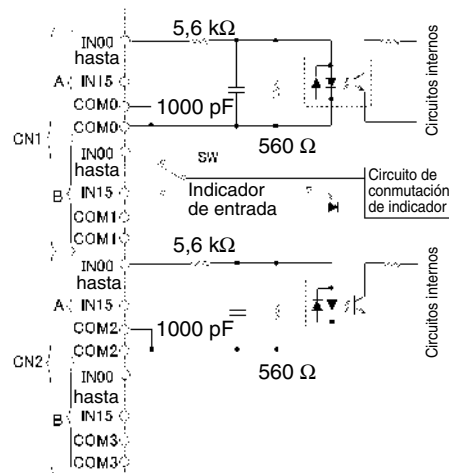 5,6 kΩ
IN00
hasta
A
IN15
COM0
1000 pF
COM0
CN1
IN00
560 Ω
hasta
SW
B
IN15
Indicador
de entrada
COM1
COM1
Circuito de
conmutación
de indicador
Circuitos internos
5,6 kΩ
IN00
hasta
A
IN15
COM2
1000 pF
COM2
CN2
IN00
560 Ω
hasta
B
IN15
COM3
COM3
Circuitos internos